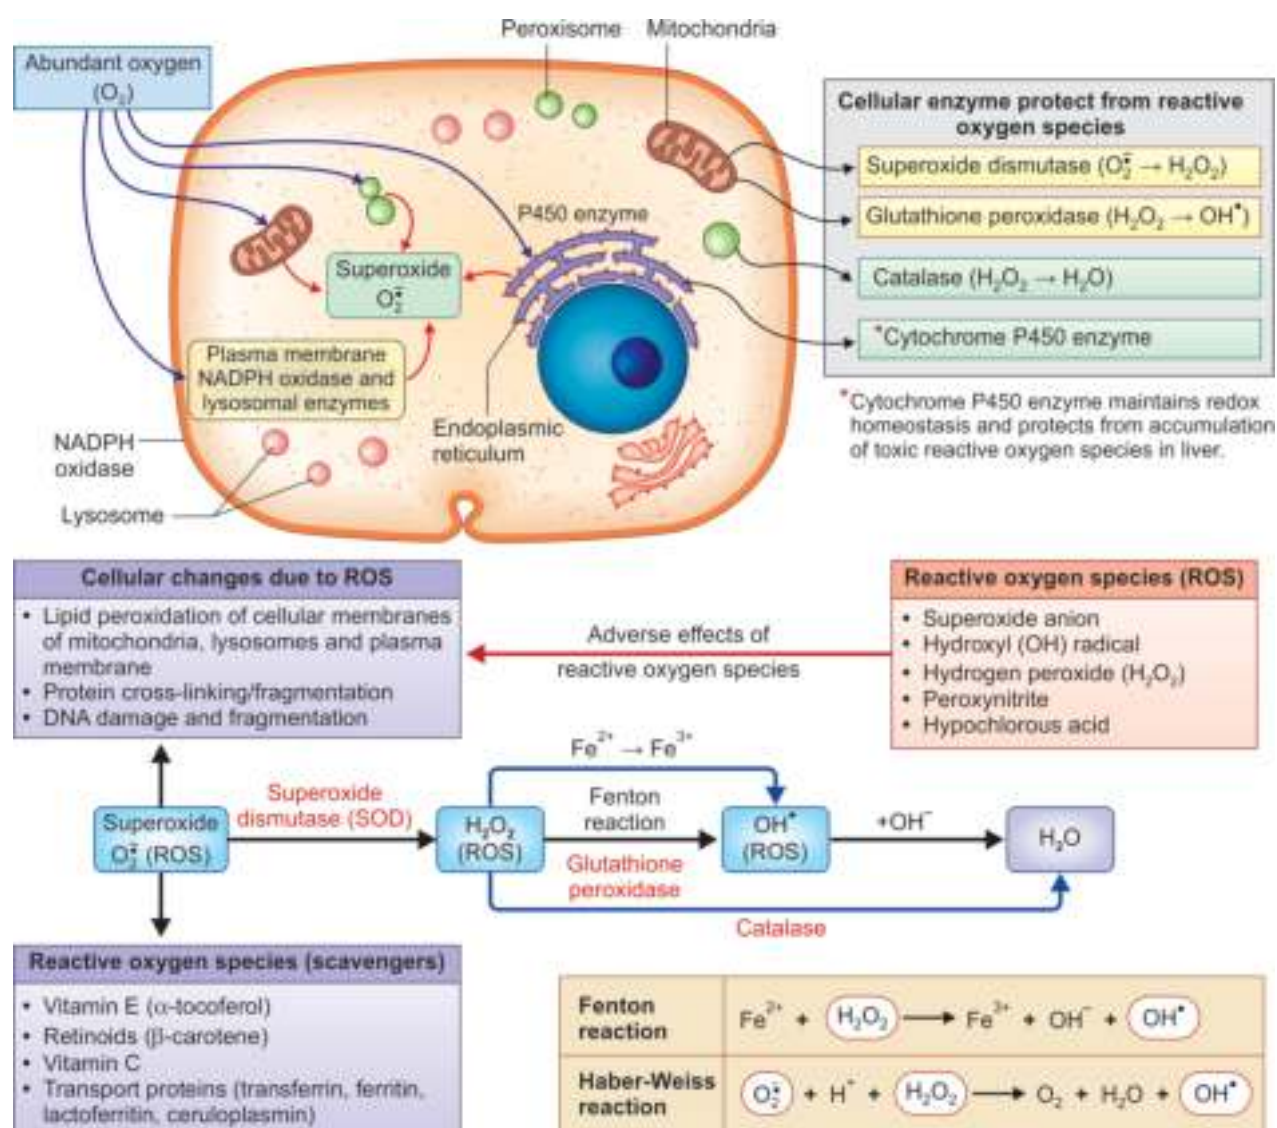 Peroxisome Mitochondria
Abundant oxygen
(O₂)
Cellular enzyme protect from reactive
oxygen species
Superoxide dismutase (O₂•̄ → H₂O₂)
Glutathione peroxidase (H₂O₂ → OH•)
Catalase (H₂O₂ → H₂O)
*Cytochrome P450 enzyme
*Cytochrome P450 enzyme maintains redox
homeostasis and protects from accumulation
of toxic reactive oxygen species in liver.
P450 enzyme
Superoxide
O₂•̄
Plasma membrane
NADPH oxidase and
lysosomal enzymes
NADPH
oxidase
Endoplasmic
reticulum
Lysosome
Cellular changes due to ROS
• Lipid peroxidation of cellular membranes
of mitochondria, lysosomes and plasma
membrane
• Protein cross-linking/fragmentation
• DNA damage and fragmentation
Adverse effects of
reactive oxygen species
Reactive oxygen species (ROS)
• Superoxide anion
• Hydroxyl (OH) radical
• Hydrogen peroxide (H₂O₂)
• Peroxynitrite
• Hypochlorous acid
Fe²⁺ → Fe³⁺
Superoxide
O₂•̄ (ROS)
Superoxide
dismutase (SOD)
H₂O₂
(ROS)
Fenton
reaction
Glutathione
peroxidase
OH•
(ROS)
+OH⁻
H₂O
Catalase
Reactive oxygen species (scavengers)
• Vitamin E (α-tocoferol)
• Retinoids (β-carotene)
• Vitamin C
• Transport proteins (transferrin, ferritin,
lactoferritin, ceruloplasmin)
Fenton
reaction
Fe²⁺ + H₂O₂ → Fe³⁺ + OH⁻ + OH•
Haber-Weiss
reaction
O₂•̄ + H⁺ + H₂O₂ → O₂ + H₂O + OH•